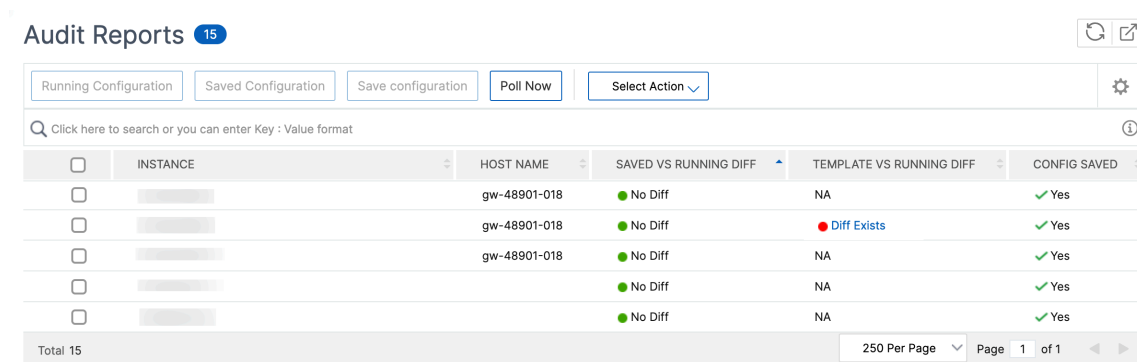 Audit Reports 15
Running Configuration Saved Configuration Save configuration Poll Now Select Action
Click here to search or you can enter Key : Value format
INSTANCE HOST NAME SAVED VS RUNNING DIFF TEMPLATE VS RUNNING DIFF CONFIG SAVED
gw-48901-018 No Diff NA Yes
gw-48901-018 No Diff Diff Exists Yes
gw-48901-018 No Diff NA Yes
No Diff NA Yes
No Diff NA Yes
Total 15 250 Per Page Page 1 of 1